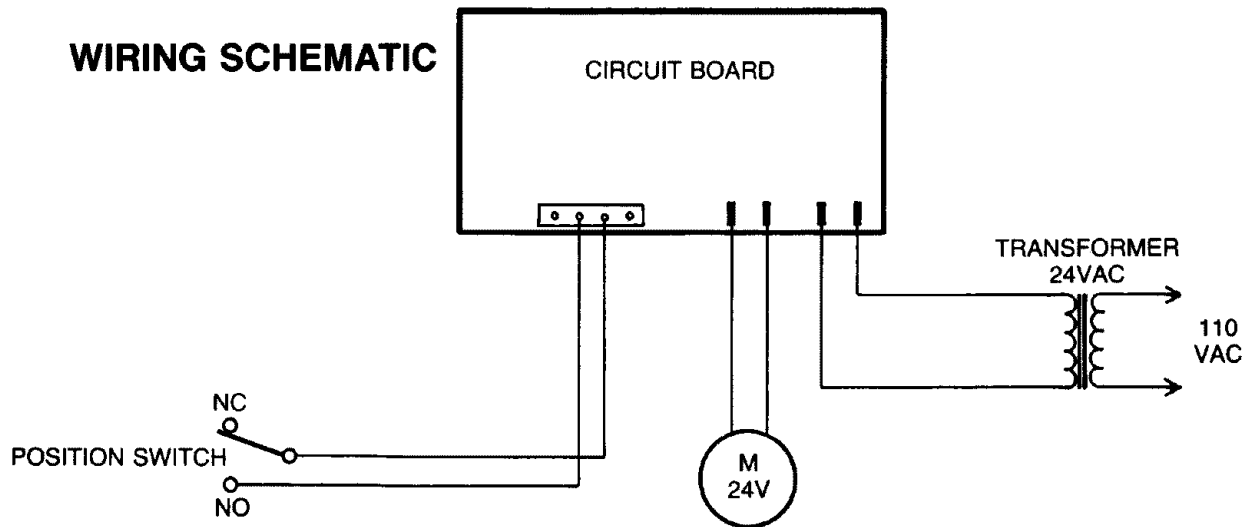 WIRING SCHEMATIC
CIRCUIT BOARD
TRANSFORMER
24VAC
110
VAC
NC
POSITION SWITCH
NO
M
24V